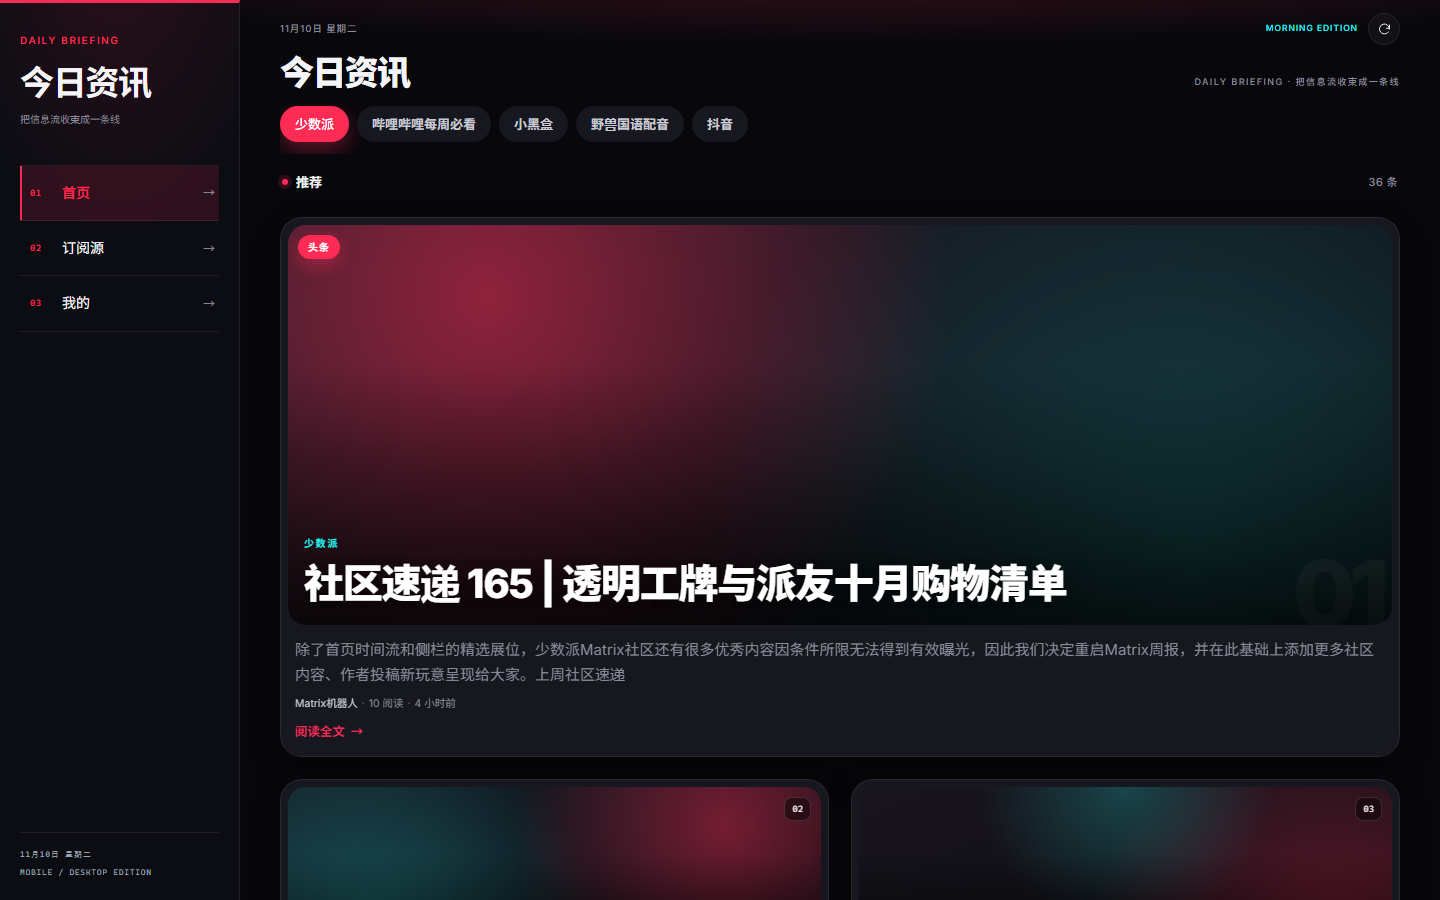 DAILY BRIEFING
今日资讯
把信息流收束成一条线
01 首页 →
02 订阅源 →
03 我的 →
11月10日 星期二
MOBILE / DESKTOP EDITION
11月10日 星期二
MORNING EDITION
今日资讯
DAILY BRIEFING · 把信息流收束成一条线
少数派 哔哩哔哩每周必看 小黑盒 野兽国语配音 抖音
推荐
36 条
头条
少数派
社区速递 165 | 透明工牌与派友十月购物清单
01
除了首页时间流和侧栏的精选展位，少数派Matrix社区还有很多优秀内容因条件所限无法得到有效曝光，因此我们决定重启Matrix周报，并在此基础上添加更多社区
内容、作者投稿新玩意呈现给大家。上周社区速递
Matrix机器人 · 10 阅读 · 4 小时前
阅读全文 →
02
03